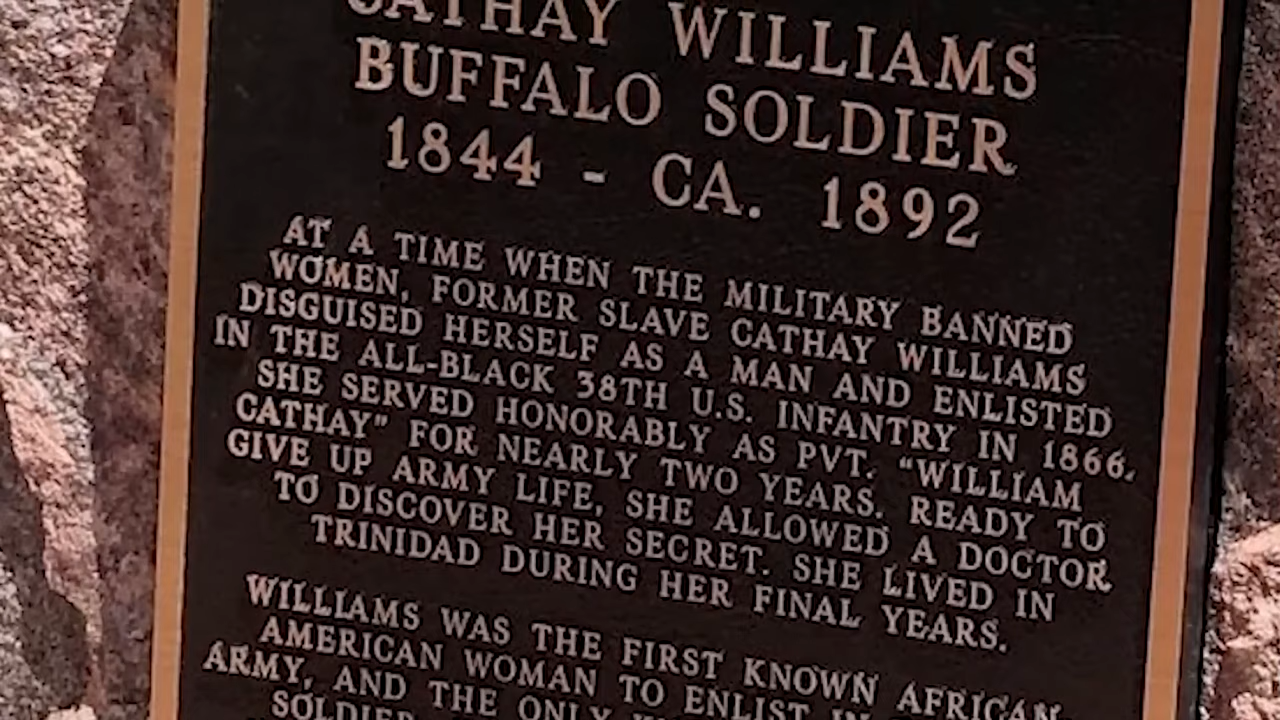 CATHAY WILLIAMS
BUFFALO SOLDIER
1844 - CA. 1892
AT A TIME WHEN THE MILITARY BANNED
WOMEN, FORMER SLAVE CATHAY WILLIAMS
DISGUISED HERSELF AS A MAN AND ENLISTED
IN THE ALL-BLACK 38TH U.S. INFANTRY IN 1866.
SHE SERVED HONORABLY AS PVT. "WILLIAM
CATHAY" FOR NEARLY TWO YEARS. READY TO
GIVE UP ARMY LIFE, SHE ALLOWED A DOCTOR
TO DISCOVER HER SECRET. SHE LIVED IN
TRINIDAD DURING HER FINAL YEARS.
WILLIAMS WAS THE FIRST KNOWN AFRICAN
AMERICAN WOMAN TO ENLIST IN
ARMY, AND THE ONLY
SOLDIER